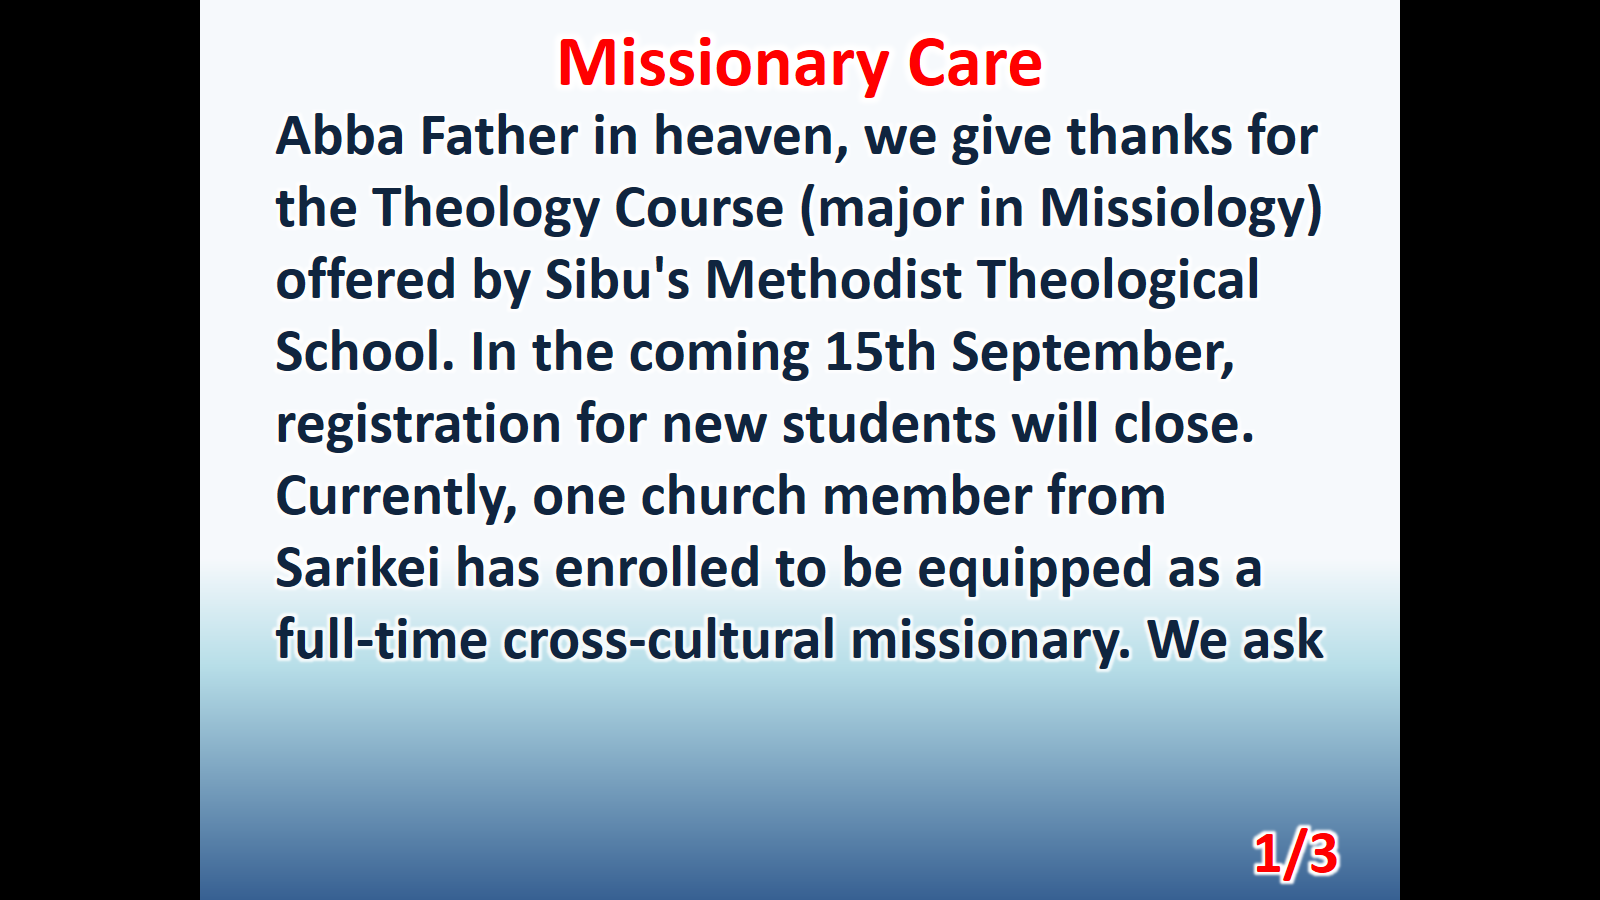 Missionary Care
Abba Father in heaven, we give thanks for
the Theology Course (major in Missiology)
offered by Sibu's Methodist Theological
School. In the coming 15th September,
registration for new students will close.
Currently, one church member from
Sarikei has enrolled to be equipped as a
full-time cross-cultural missionary. We ask
1/3